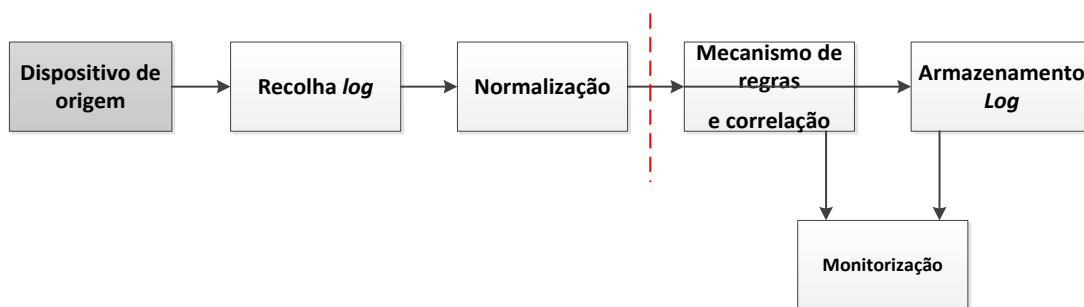 Dispositivo de
origem
Recolha log
Normalização
Mecanismo de
regras
e correlação
Armazenamento
Log
Monitorização